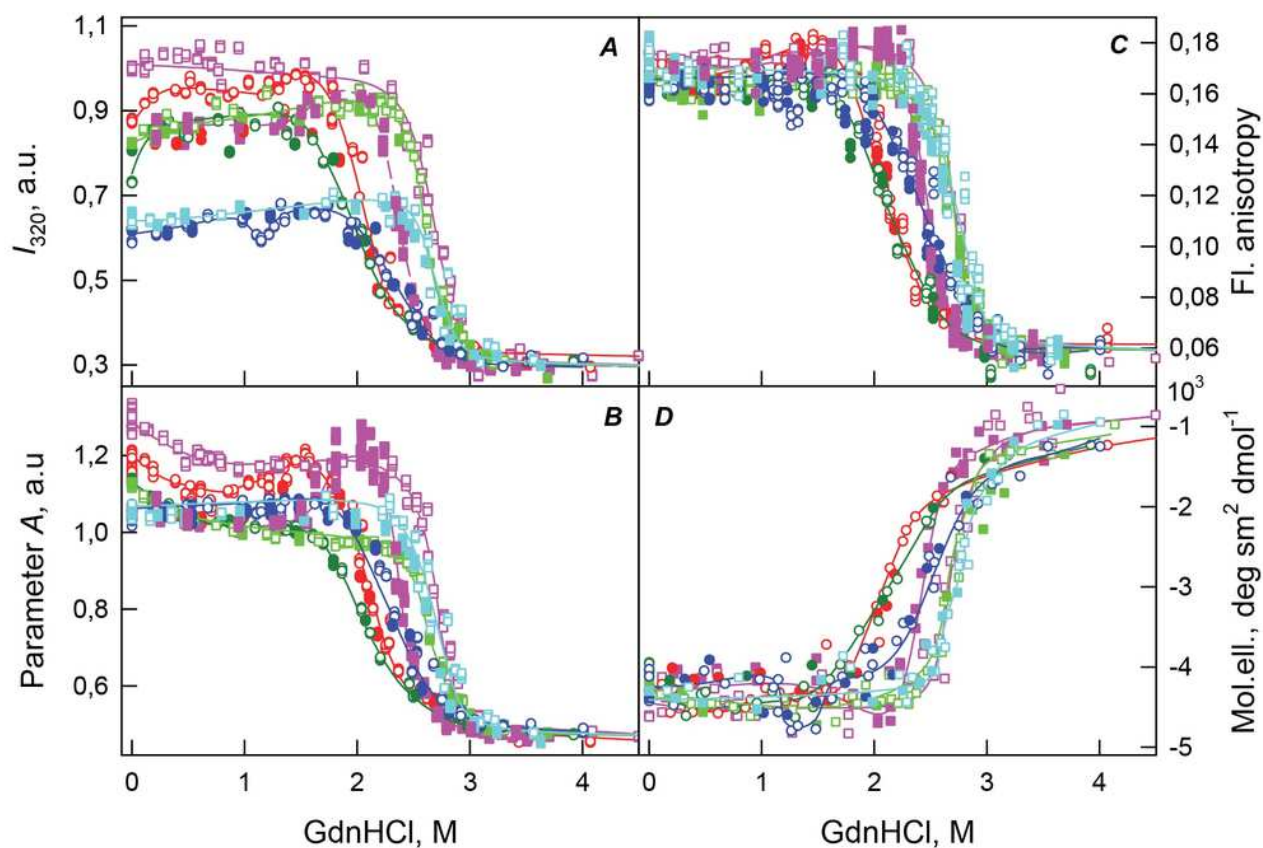 A
I320, a.u.
1,1
0,9
0,7
0,5
0,3
C
0,18
0,16
0,14
0,12
0,10
0,08
0,06
Fl. anisotropy
B
Parameter A, a.u
1,2
1,0
0,8
0,6
D
10³
-1
-2
-3
-4
-5
Mol.ell., deg sm² dmol⁻¹
0 1 2 3 4
0 1 2 3 4
GdnHCl, M
GdnHCl, M